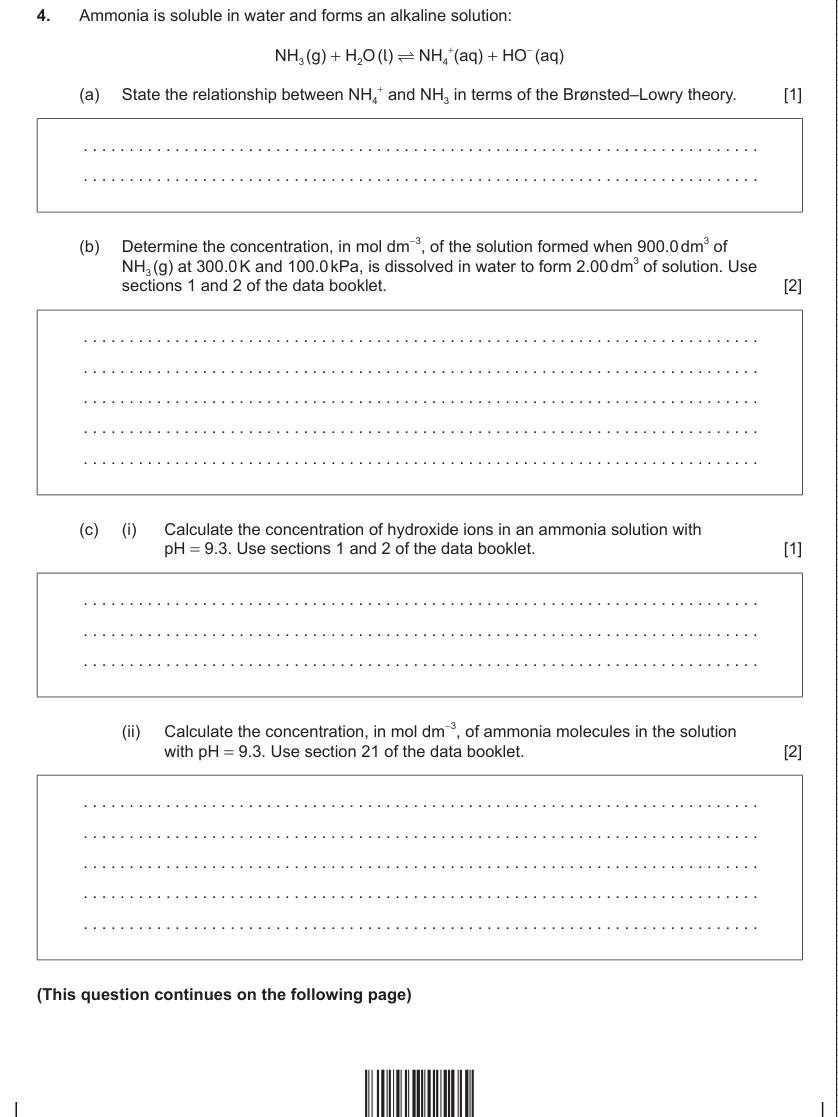 4. Ammonia is soluble in water and forms an alkaline solution:
NH₃(g) + H₂O(l) ⇌ NH₄⁺(aq) + HO⁻(aq)
(a) State the relationship between NH₄⁺ and NH₃ in terms of the Brønsted–Lowry theory. [1]
(b) Determine the concentration, in mol dm⁻³, of the solution formed when 900.0 dm³ of
NH₃(g) at 300.0 K and 100.0 kPa, is dissolved in water to form 2.00 dm³ of solution. Use
sections 1 and 2 of the data booklet. [2]
(c) (i) Calculate the concentration of hydroxide ions in an ammonia solution with
pH = 9.3. Use sections 1 and 2 of the data booklet. [1]
(ii) Calculate the concentration, in mol dm⁻³, of ammonia molecules in the solution
with pH = 9.3. Use section 21 of the data booklet. [2]
(This question continues on the following page)